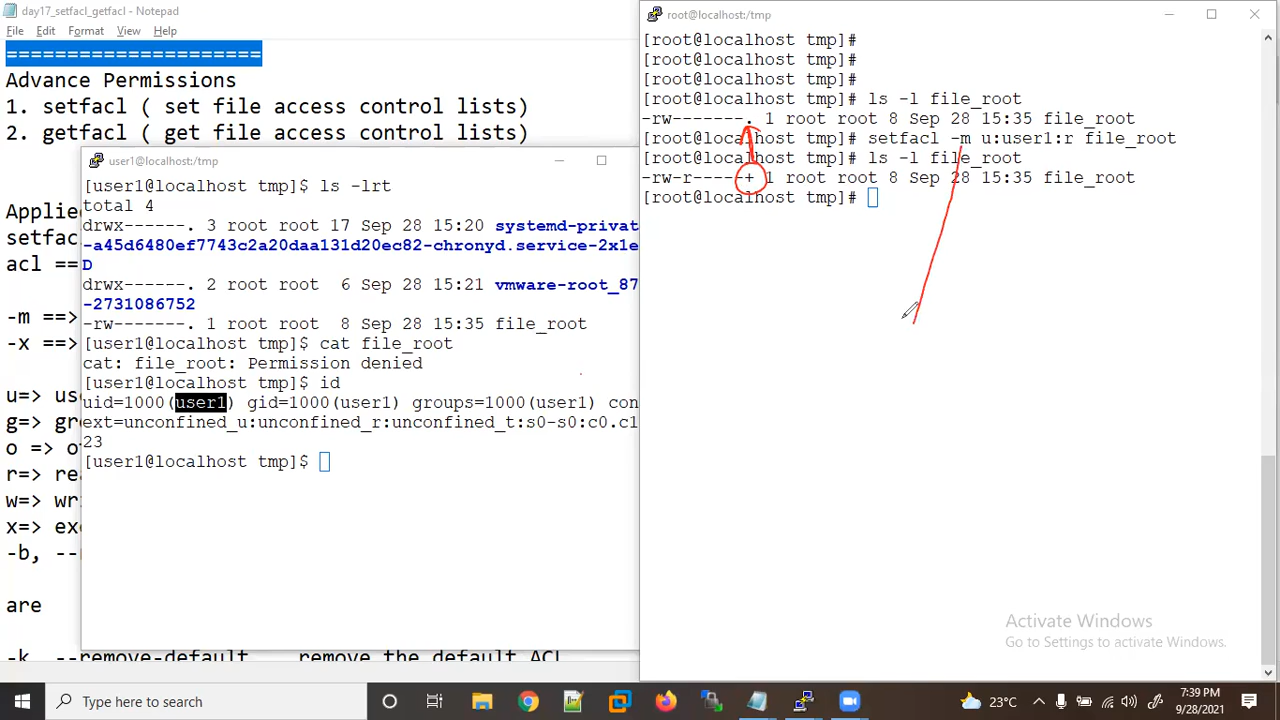 day17_setfacl_getfacl - Notepad
File Edit Format View Help
=====================
Advance Permissions
1. setfacl ( set file access control lists)
2. getfacl ( get file access control lists)
Applied
setfac
acl ==
-m ==>
-x ==>
u=> us
g=> gr
o => o
r=> rea
w=> wri
x=> exe
-b, --r
are
-k, --remove-default remove the default ACL
user1@localhost:/tmp
[user1@localhost tmp]$ ls -lrt
total 4
drwx------. 3 root root 17 Sep 28 15:20 systemd-privat
-a45d6480ef7743c2a20daa131d20ec82-chronyd.service-2x1e
D
drwx------. 2 root root 6 Sep 28 15:21 vmware-root_87
-2731086752
-rw-------. 1 root root 8 Sep 28 15:35 file_root
[user1@localhost tmp]$ cat file_root
cat: file_root: Permission denied
[user1@localhost tmp]$ id
uid=1000(user1) gid=1000(user1) groups=1000(user1) con
ext=unconfined_u:unconfined_r:unconfined_t:s0-s0:c0.c1
23
[user1@localhost tmp]$
root@localhost:/tmp
[root@localhost tmp]#
[root@localhost tmp]#
[root@localhost tmp]#
[root@localhost tmp]# ls -l file_root
-rw-------. 1 root root 8 Sep 28 15:35 file_root
[root@localhost tmp]# setfacl -m u:user1:r file_root
[root@localhost tmp]# ls -l file_root
-rw-r-----+ 1 root root 8 Sep 28 15:35 file_root
[root@localhost tmp]#
Activate Windows
Go to Settings to activate Windows.
Type here to search
23°C
7:39 PM
9/28/2021